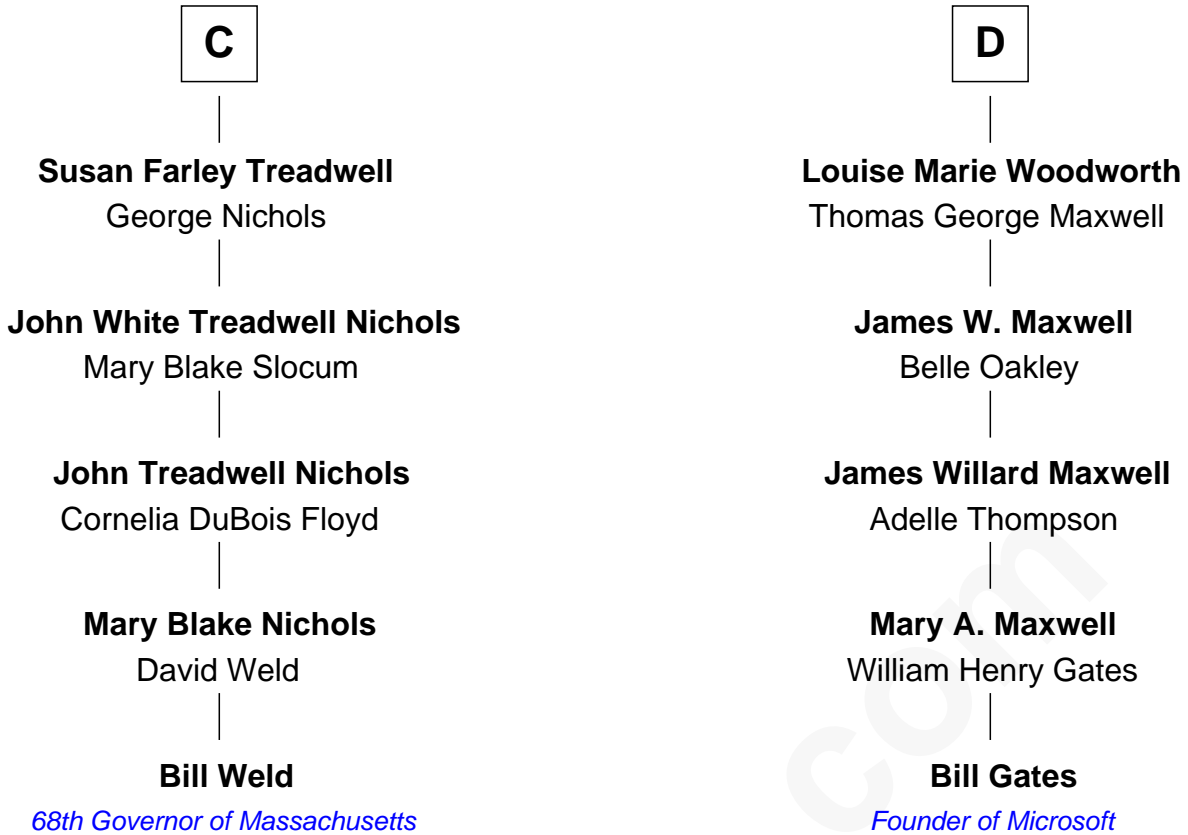 C
Susan Farley Treadwell
George Nichols
John White Treadwell Nichols
Mary Blake Slocum
John Treadwell Nichols
Cornelia DuBois Floyd
Mary Blake Nichols
David Weld
Bill Weld
68th Governor of Massachusetts
D
Louise Marie Woodworth
Thomas George Maxwell
James W. Maxwell
Belle Oakley
James Willard Maxwell
Adelle Thompson
Mary A. Maxwell
William Henry Gates
Bill Gates
Founder of Microsoft
com